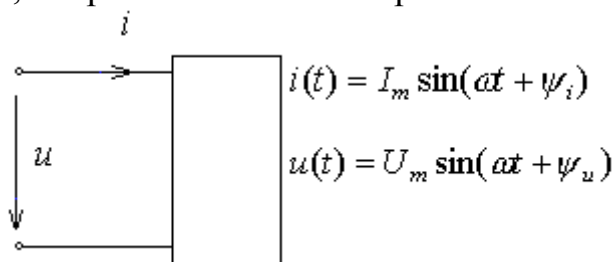 i
i(t) = I_m sin(ωt + ψ_i)
u
u(t) = U_m sin(ωt + ψ_u)